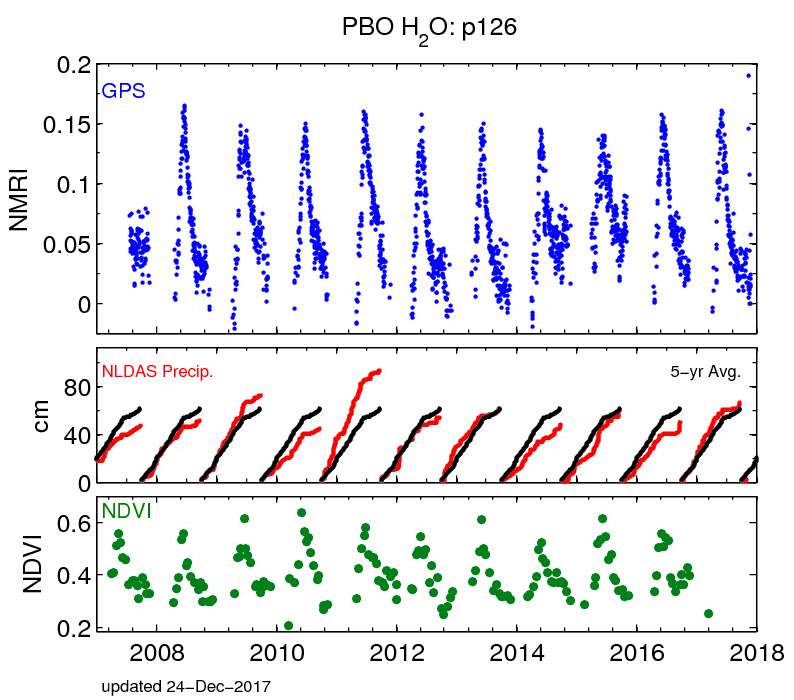 PBO H2O: p126
0.2
GPS
0.15
NMRI
0.1
0.05
0
NLDAS Precip.
5-yr Avg.
80
cm
40
0
NDVI
0.6
NDVI
0.4
0.2
2008 2010 2012 2014 2016 2018
updated 24-Dec-2017